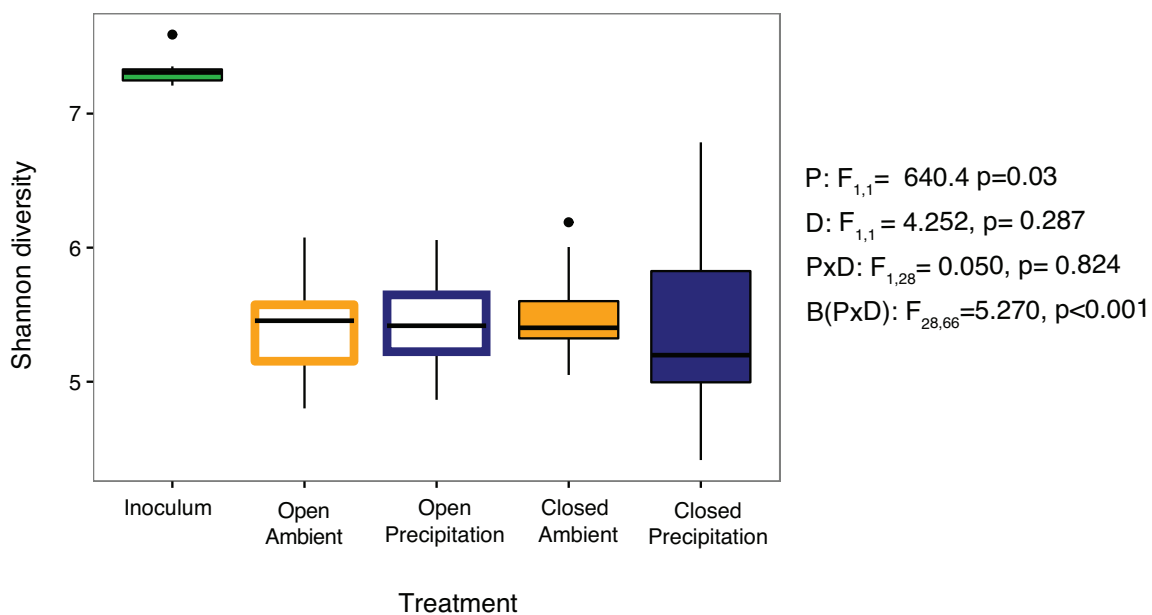 7
6
5
Shannon diversity
Inoculum
Open
Ambient
Open
Precipitation
Closed
Ambient
Closed
Precipitation
Treatment
P: F1,1= 640.4 p=0.03
D: F1,1 = 4.252, p= 0.287
PxD: F1,28= 0.050, p= 0.824
B(PxD): F28,66=5.270, p<0.001